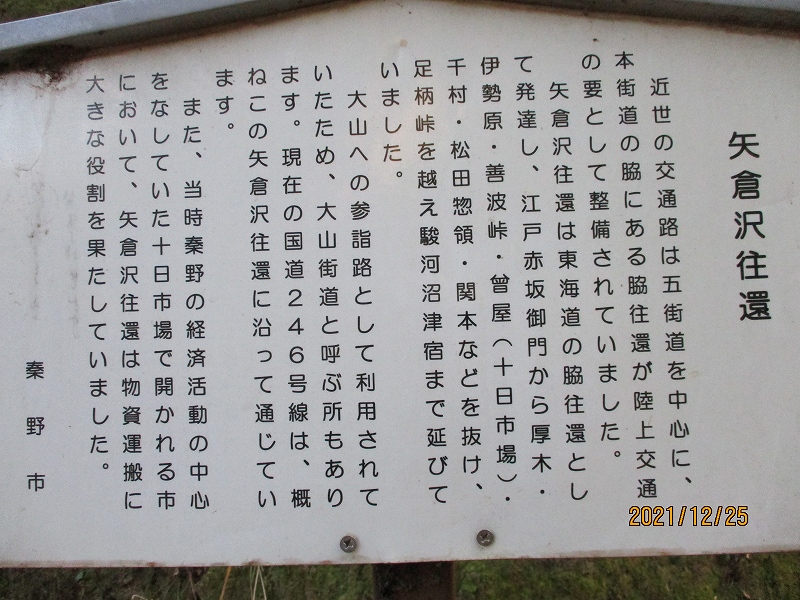 矢倉沢往還
近世の交通路は五街道を中心に、
本街道の脇にある脇往還が陸上交通
の要として整備されていました。
矢倉沢往還は東海道の脇往還とし
て発達し、江戸赤坂御門から厚木・
伊勢原・善波峠・曾屋（十日市場）・
千村・松田惣領・関本などを抜け、
足柄峠を越え駿河沼津宿まで延びて
いました。
大山への参詣路として利用されて
いたため、大山街道と呼ぶ所もあり
ます。現在の国道２４６号線は、概
ねこの矢倉沢往還に沿って通じてい
ます。
また、当時秦野の経済活動の中心
をなしていた十日市場で開かれる市
において、矢倉沢往還は物資運搬に
大きな役割を果たしていました。
秦野市
2021/12/25